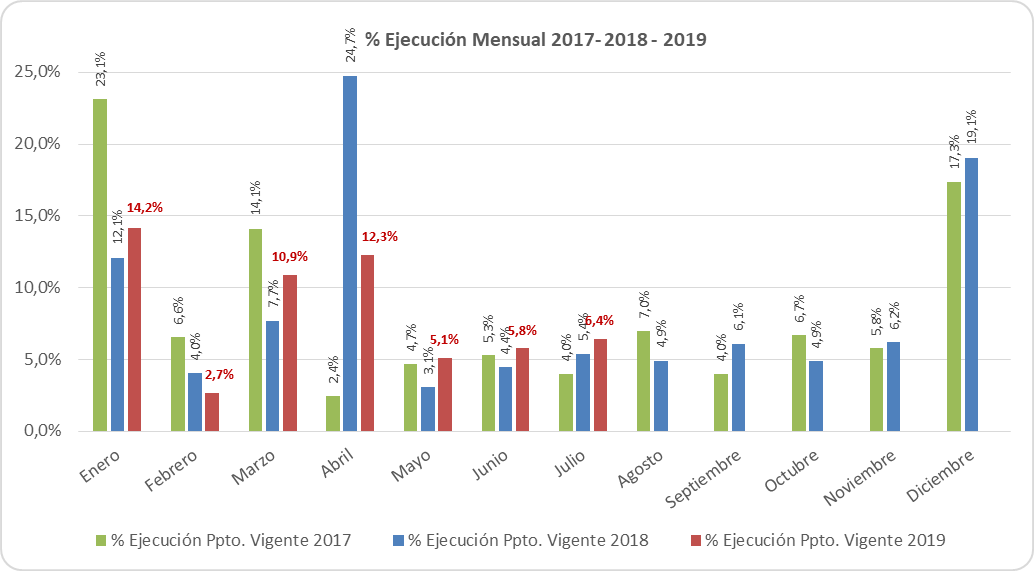 % Ejecución Mensual 2017- 2018 - 2019
25,0%
20,0%
15,0%
10,0%
5,0%
0,0%
23,1%
12,1%
14,2%
6,6%
4,0%
2,7%
14,1%
7,7%
10,9%
2,4%
24,7%
12,3%
4,7%
3,1%
5,1%
5,3%
4,4%
5,8%
4,0%
5,4%
6,4%
7,0%
4,9%
4,0%
6,1%
6,7%
4,9%
5,8%
6,2%
17,3%
19,1%
Enero
Febrero
Marzo
Abril
Mayo
Junio
Julio
Agosto
Septiembre
Octubre
Noviembre
Diciembre
% Ejecución Ppto. Vigente 2017
% Ejecución Ppto. Vigente 2018
% Ejecución Ppto. Vigente 2019